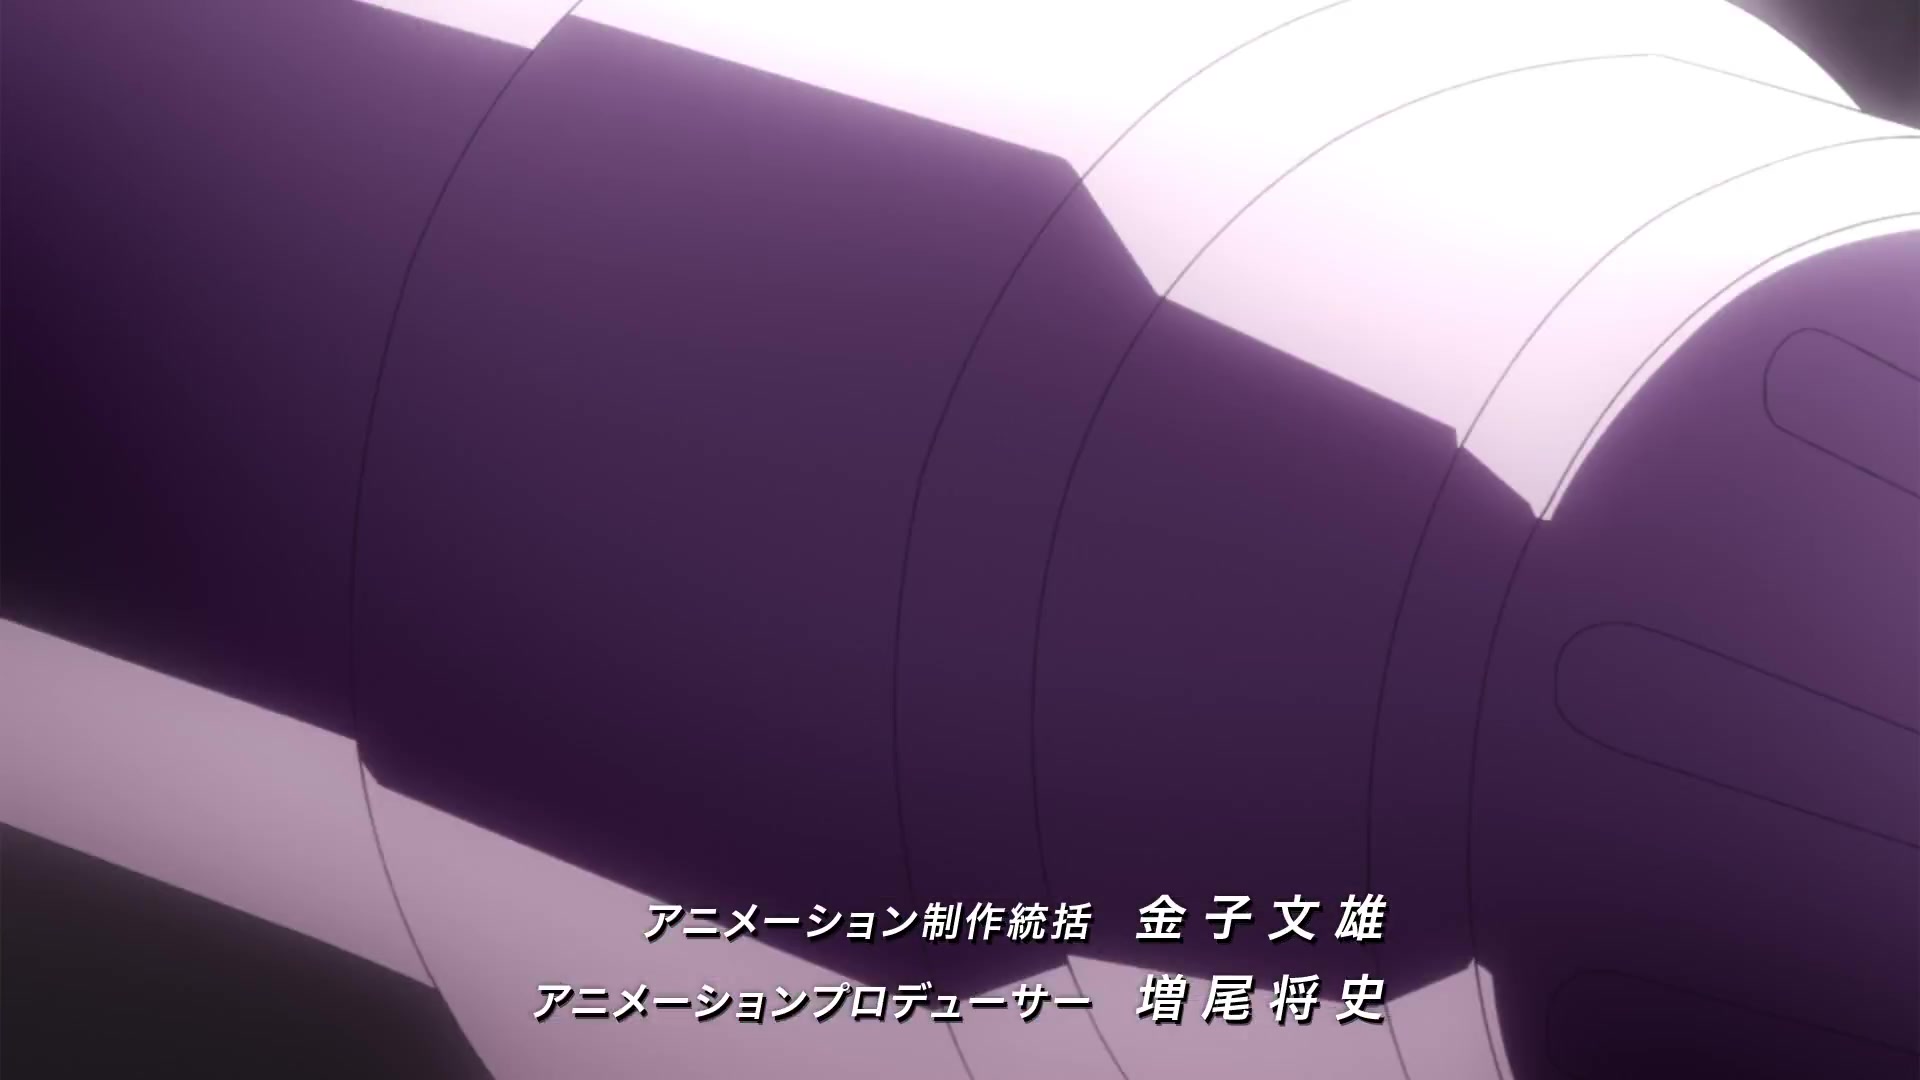 アニメーション制作統括　金子文雄
アニメーションプロデューサー　増尾将史